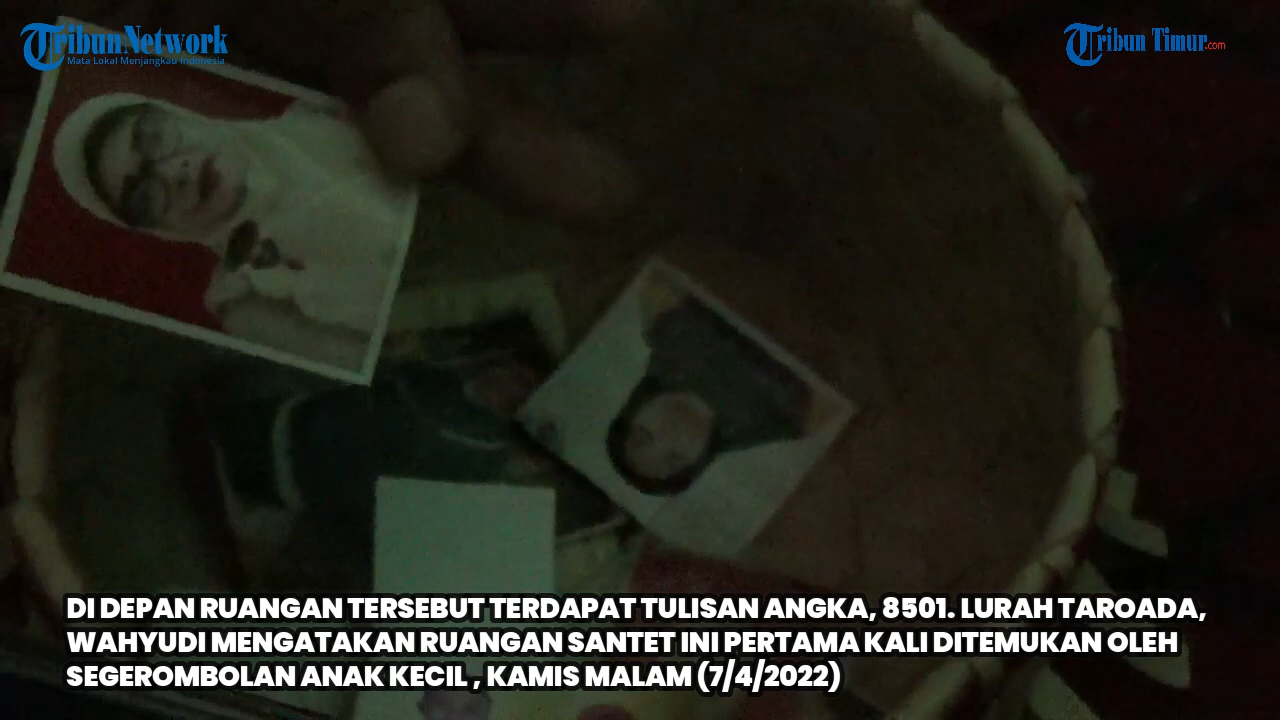 TribunNetwork
Mata Lokal Menjangkau Indonesia
Tribun Timur.com
DI DEPAN RUANGAN TERSEBUT TERDAPAT TULISAN ANGKA, 8501. LURAH TAROADA,
WAHYUDI MENGATAKAN RUANGAN SANTET INI PERTAMA KALI DITEMUKAN OLEH
SEGEROMBOLAN ANAK KECIL , KAMIS MALAM (7/4/2022)